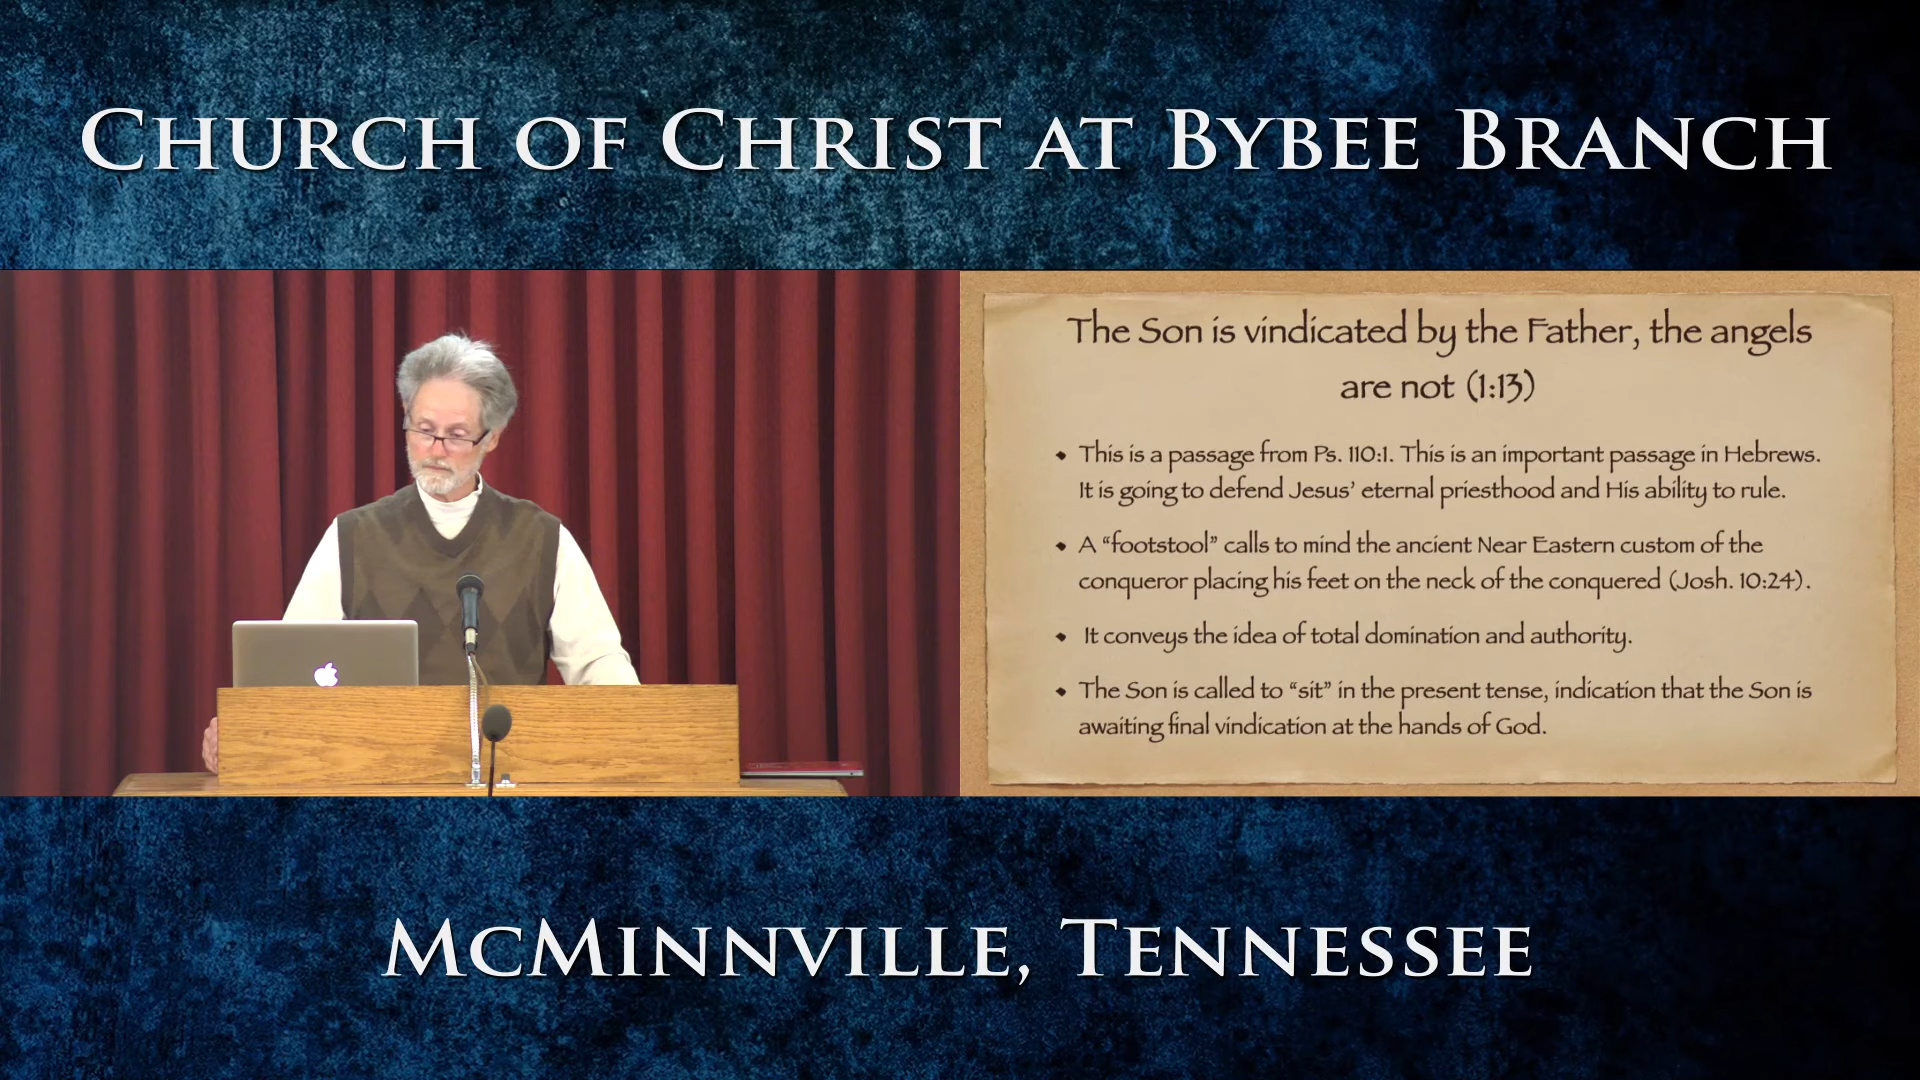 Church of Christ at Bybee Branch
The Son is vindicated by the Father, the angels
are not (1:13)
• This is a passage from Ps. 110:1. This is an important passage in Hebrews.
It is going to defend Jesus’ eternal priesthood and His ability to rule.
• A “footstool” calls to mind the ancient Near Eastern custom of the
conqueror placing his feet on the neck of the conquered (Josh. 10:24).
• It conveys the idea of total domination and authority.
• The Son is called to “sit” in the present tense, indication that the Son is
awaiting final vindication at the hands of God.
McMinnville, Tennessee